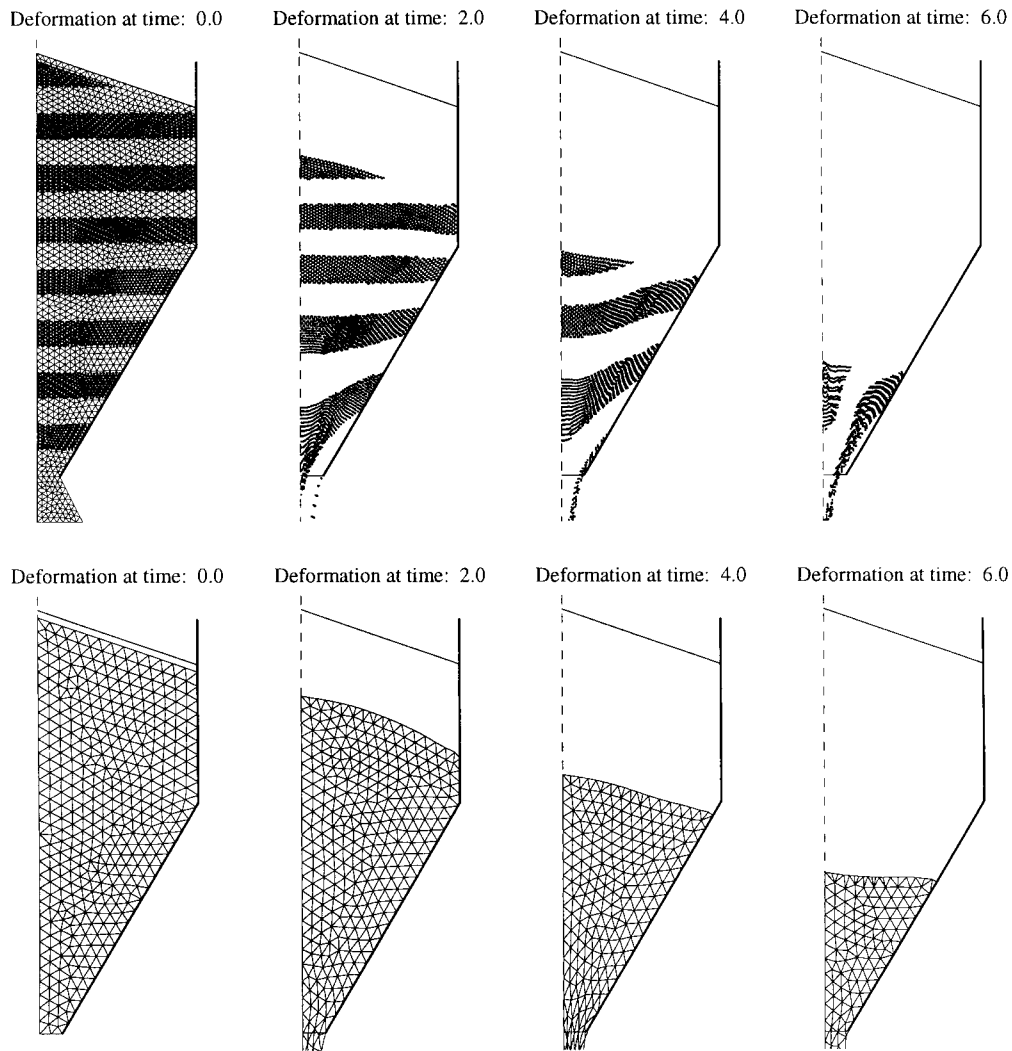 Deformation at time: 0.0
Deformation at time: 2.0
Deformation at time: 4.0
Deformation at time: 6.0
Deformation at time: 0.0
Deformation at time: 2.0
Deformation at time: 4.0
Deformation at time: 6.0